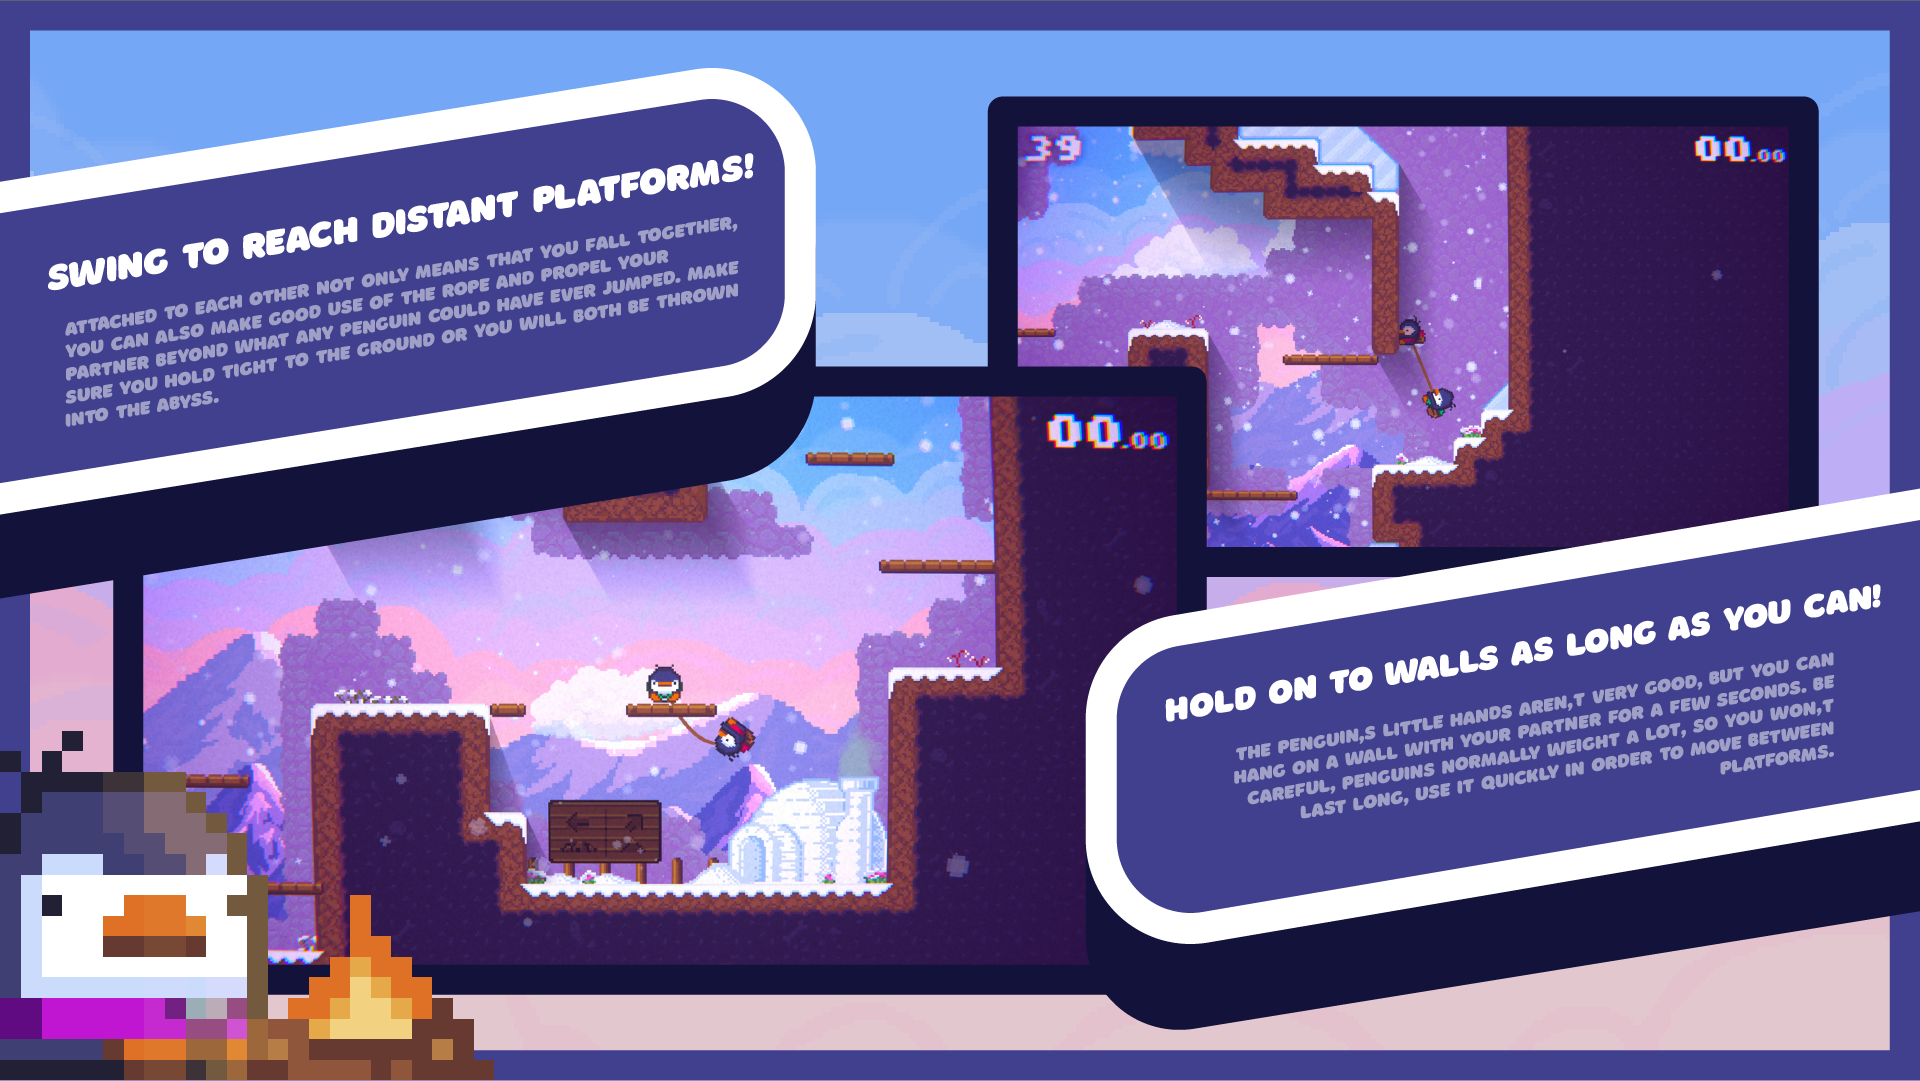 SWING TO REACH DISTANT PLATFORMS!
ATTACHED TO EACH OTHER NOT ONLY MEANS THAT YOU FALL TOGETHER,
YOU CAN ALSO MAKE GOOD USE OF THE ROPE AND PROPEL YOUR
PARTNER BEYOND WHAT ANY PENGUIN COULD HAVE EVER JUMPED. MAKE
SURE YOU HOLD TIGHT TO THE GROUND OR YOU WILL BOTH BE THROWN
INTO THE ABYSS.
39
00.00
00.00
HOLD ON TO WALLS AS LONG AS YOU CAN!
THE PENGUIN,S LITTLE HANDS AREN,T VERY GOOD, BUT YOU CAN
HANG ON A WALL WITH YOUR PARTNER FOR A FEW SECONDS. BE
CAREFUL, PENGUINS NORMALLY WEIGHT A LOT, SO YOU WON,T
LAST LONG, USE IT QUICKLY IN ORDER TO MOVE BETWEEN
PLATFORMS.